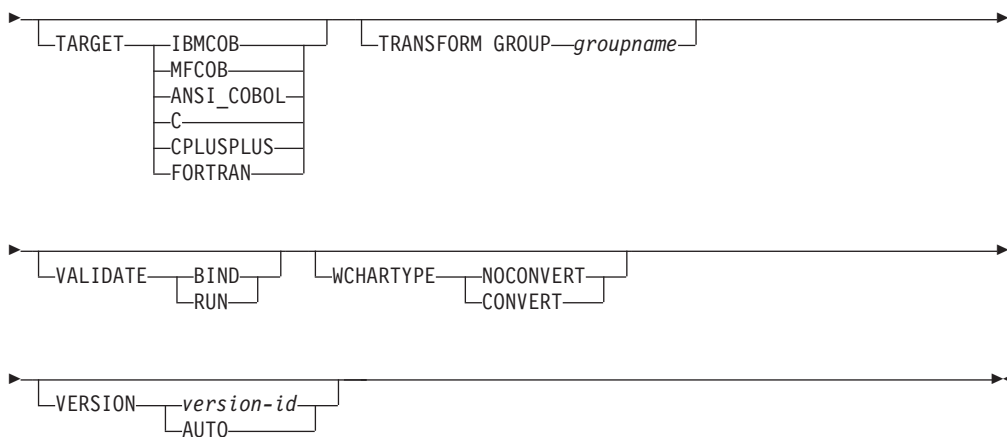 TARGET IBMCOB TRANSFORM GROUP groupname
MFCOB
ANSI_COBOL
C
CPLUSPLUS
FORTRAN
VALIDATE BIND WCHARTYPE NOCONVERT
RUN CONVERT
VERSION version-id
AUTO